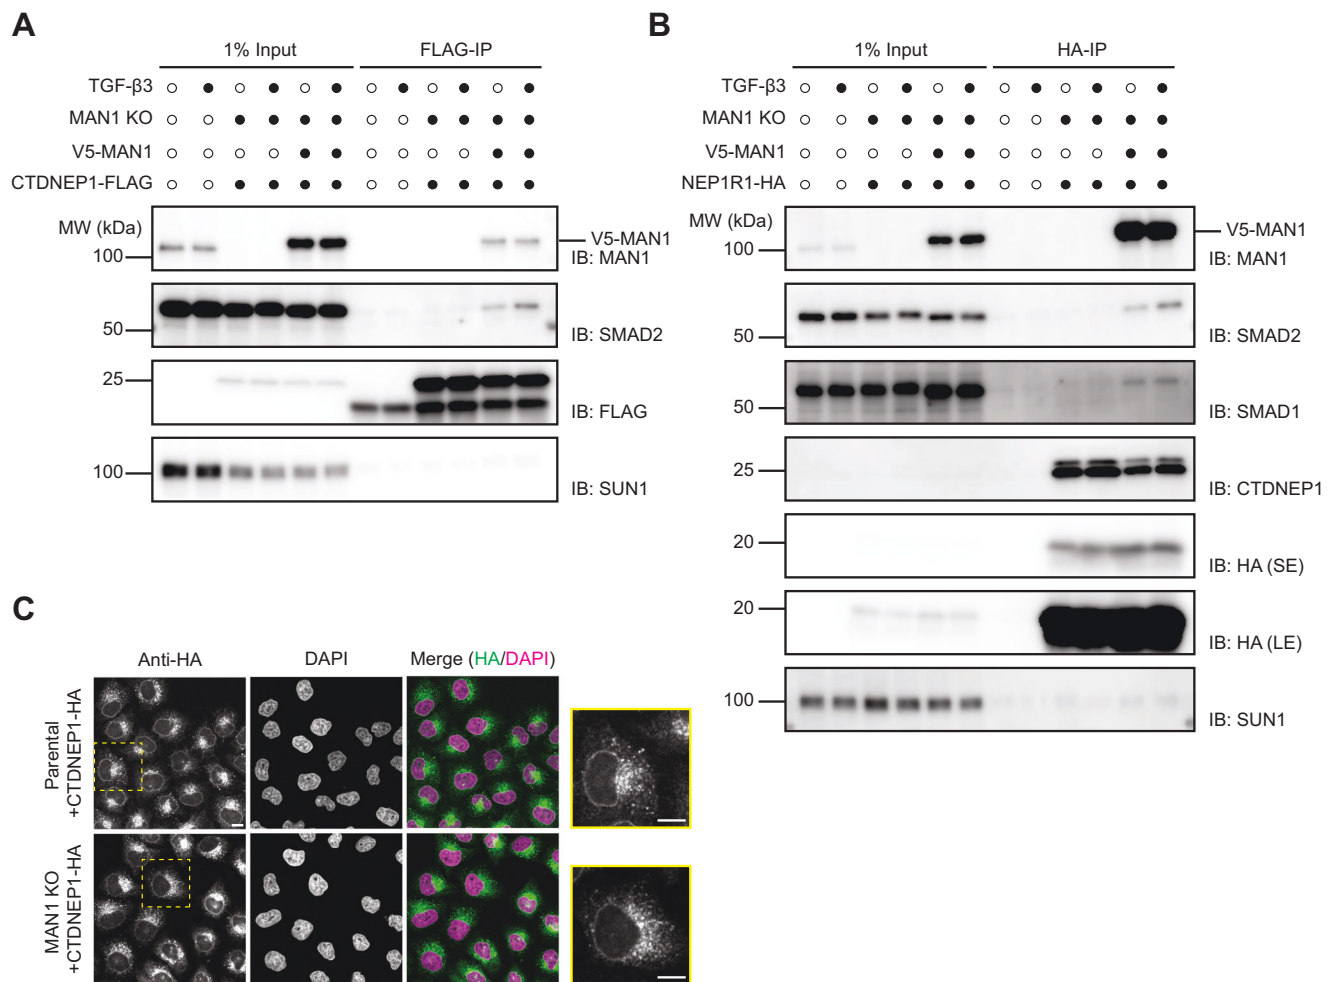 A
1% Input FLAG-IP
TGF-β3
MAN1 KO
V5-MAN1
CTDNEP1-FLAG
MW (kDa)
100
V5-MAN1
IB: MAN1
50
IB: SMAD2
25
IB: FLAG
100
IB: SUN1
B
1% Input HA-IP
TGF-β3
MAN1 KO
V5-MAN1
NEP1R1-HA
MW (kDa)
100
V5-MAN1
IB: MAN1
50
IB: SMAD2
50
IB: SMAD1
25
IB: CTDNEP1
20
IB: HA (SE)
20
IB: HA (LE)
100
IB: SUN1
C
Anti-HA DAPI Merge (HA/DAPI)
Parental
+CTDNEP1-HA
MAN1 KO
+CTDNEP1-HA